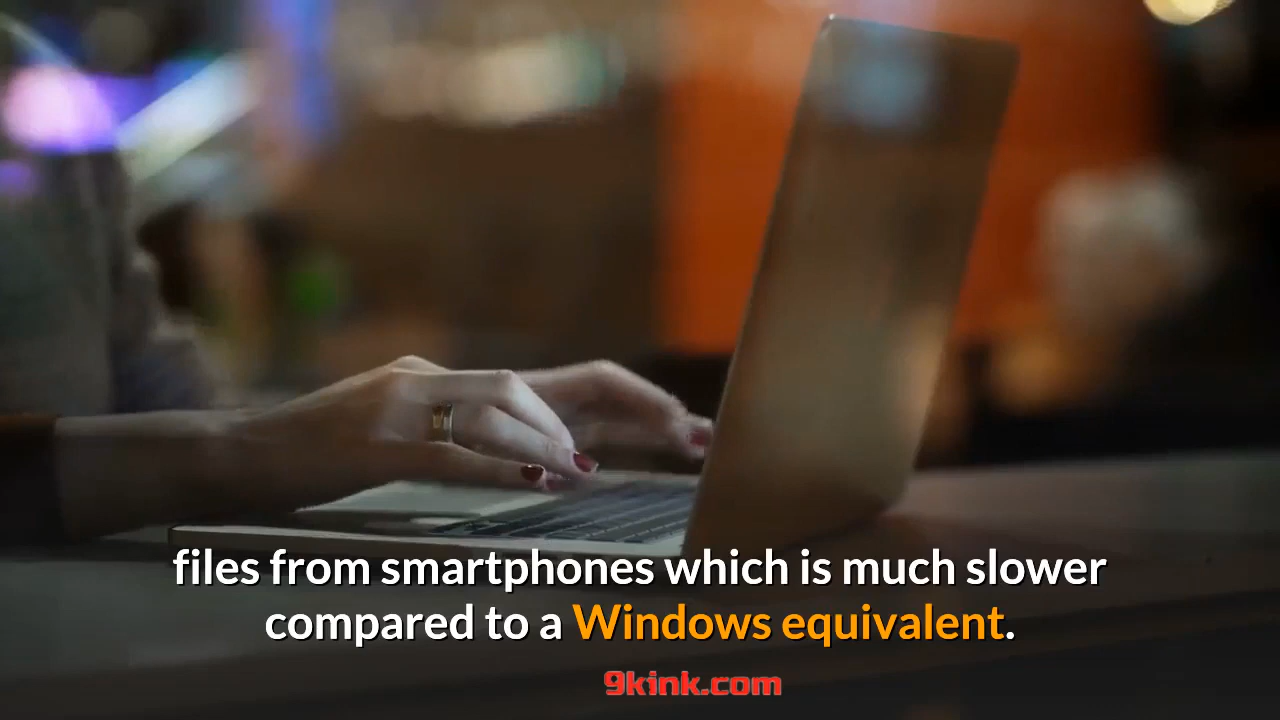 files from smartphones which is much slower
compared to a Windows equivalent.
9kink.com